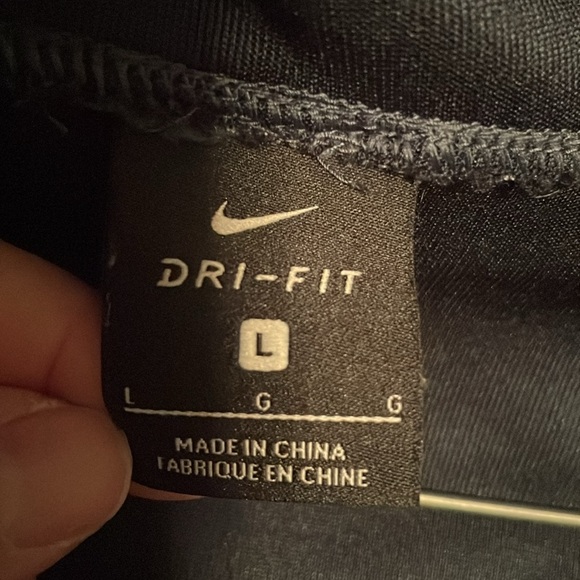 DRI-FIT
L
L G G
MADE IN CHINA
FABRIQUE EN CHINE